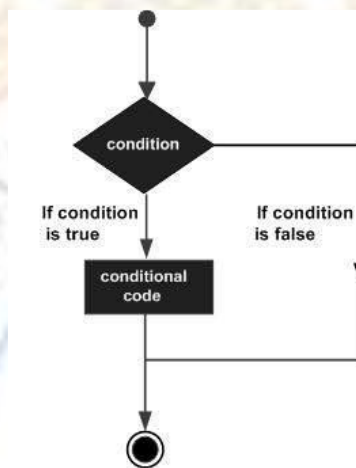 condition
If condition
is true
If condition
is false
conditional
code